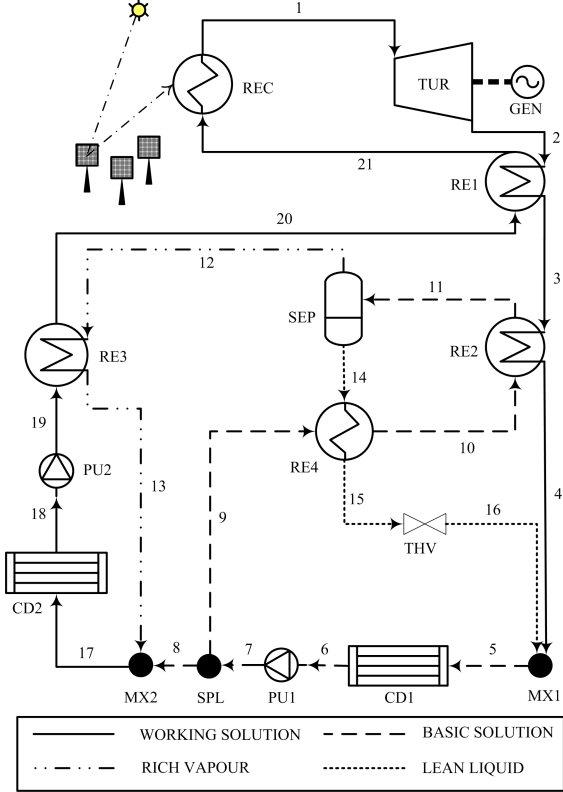 1
REC
TUR
GEN
2
21
RE1
20
12
3
11
SEP
RE2
RE3
14
19
RE4
10
PU2
13
15
4
18
9
16
THV
CD2
17
8
7
6
5
MX2
SPL
PU1
CD1
MX1
WORKING SOLUTION
BASIC SOLUTION
RICH VAPOUR
LEAN LIQUID